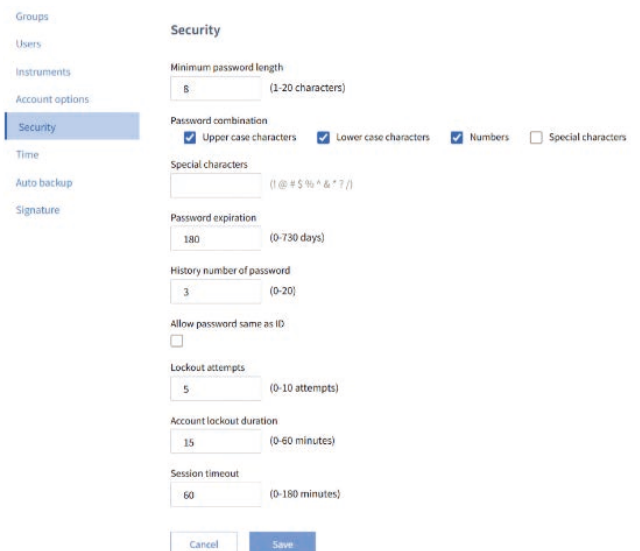 Groups
Users
Instruments
Account options
Security
Time
Auto backup
Signature
Security
Minimum password length
8 (1-20 characters)
Password combination
Upper case characters Lower case characters Numbers Special characters
Special characters
(! @ # $ % ^ & * ? /)
Password expiration
180 (0-730 days)
History number of password
3 (0-20)
Allow password same as ID
Lockout attempts
5 (0-10 attempts)
Account lockout duration
15 (0-60 minutes)
Session timeout
60 (0-180 minutes)
Cancel Save